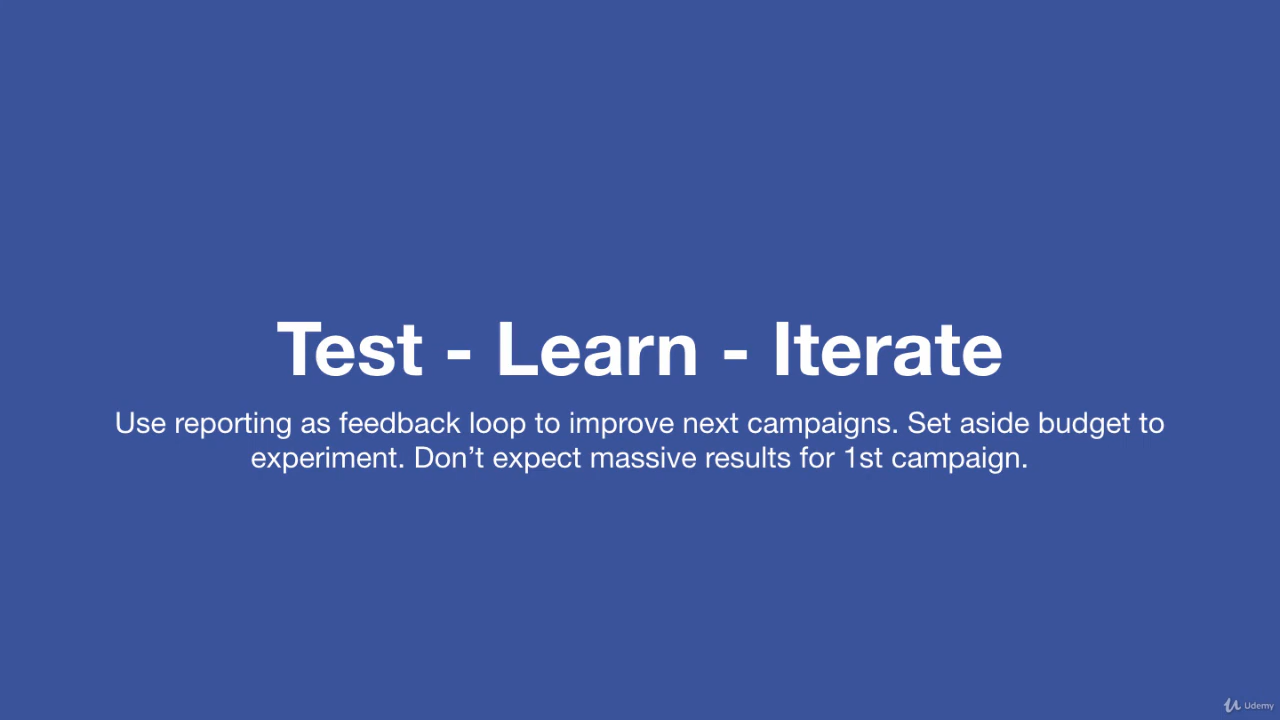 Test - Learn - Iterate
Use reporting as feedback loop to improve next campaigns. Set aside budget to
experiment. Don’t expect massive results for 1st campaign.
Udemy